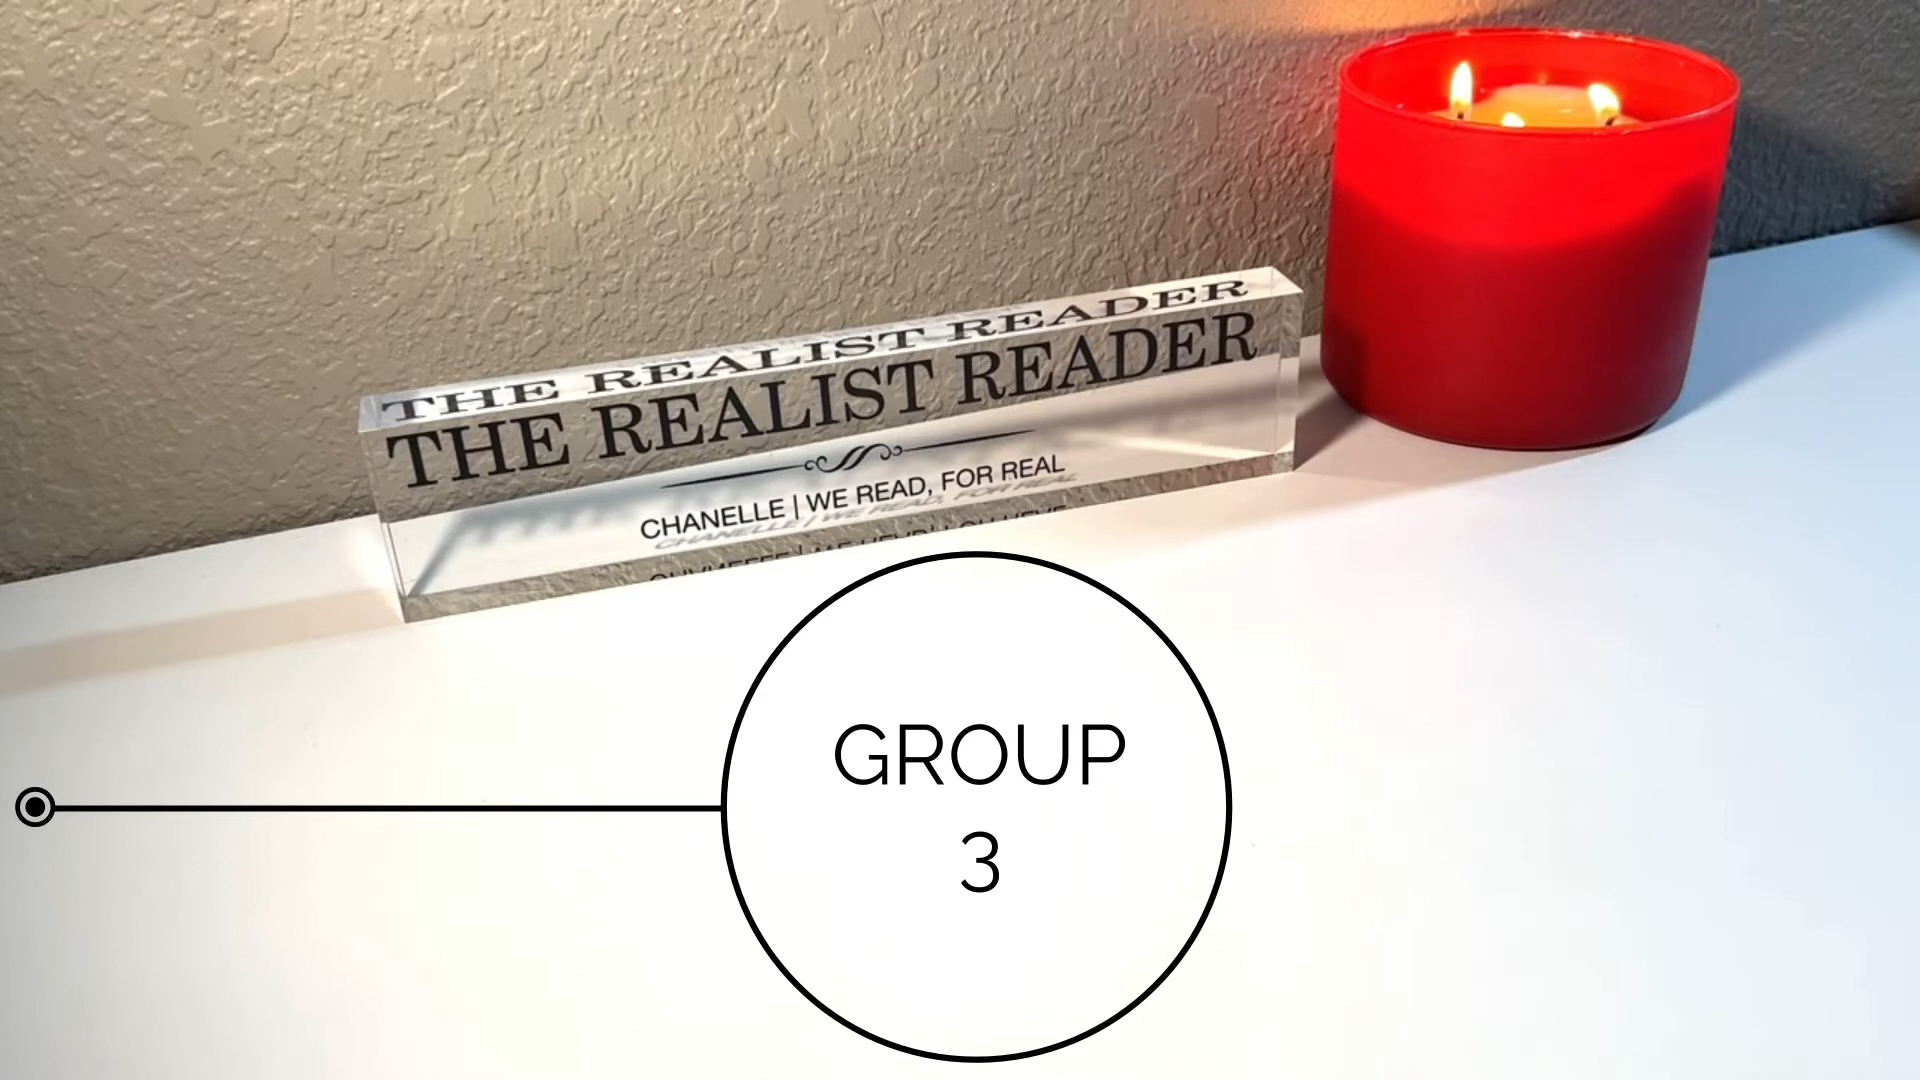 THE REALIST READER
THE REALIST READER
CHANELLE | WE READ, FOR REAL
GROUP
3